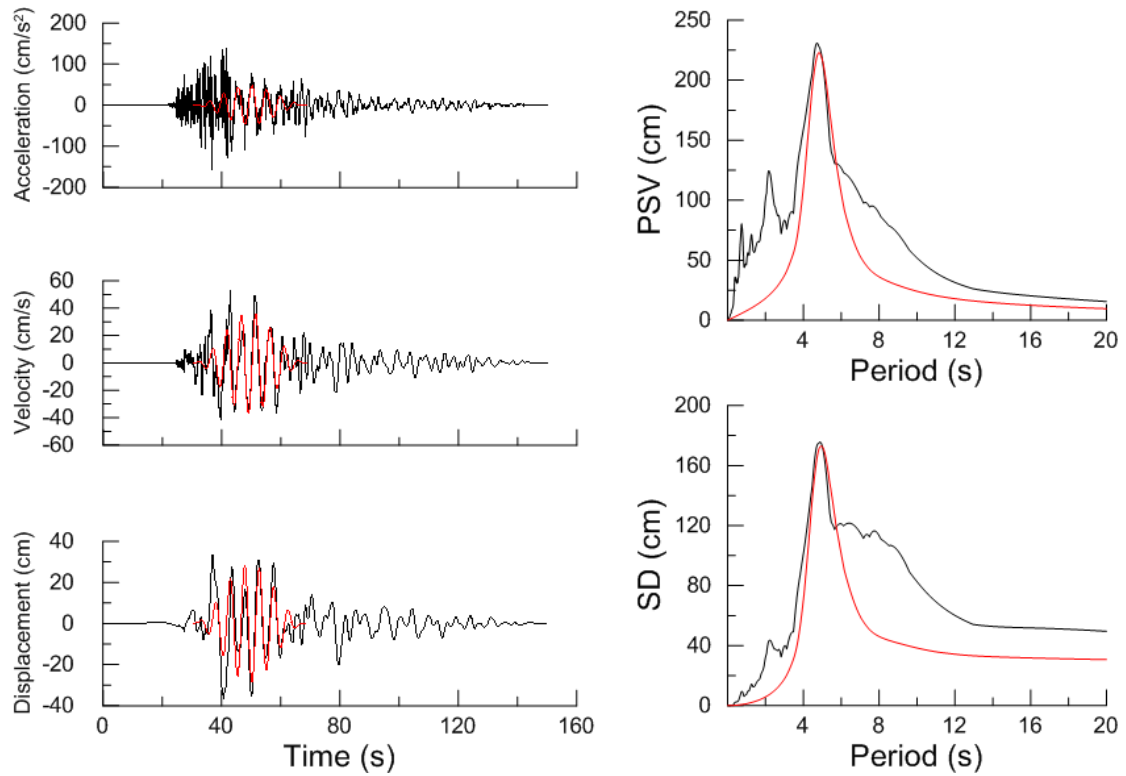 Acceleration (cm/s²)
200
100
0
-100
-200
Velocity (cm/s)
60
40
20
0
-20
-40
-60
Displacement (cm)
40
20
0
-20
-40
0 40 80 120 160
Time (s)
PSV (cm)
250
200
150
100
50
0
4 8 12 16 20
Period (s)
SD (cm)
200
160
120
80
40
0
4 8 12 16 20
Period (s)